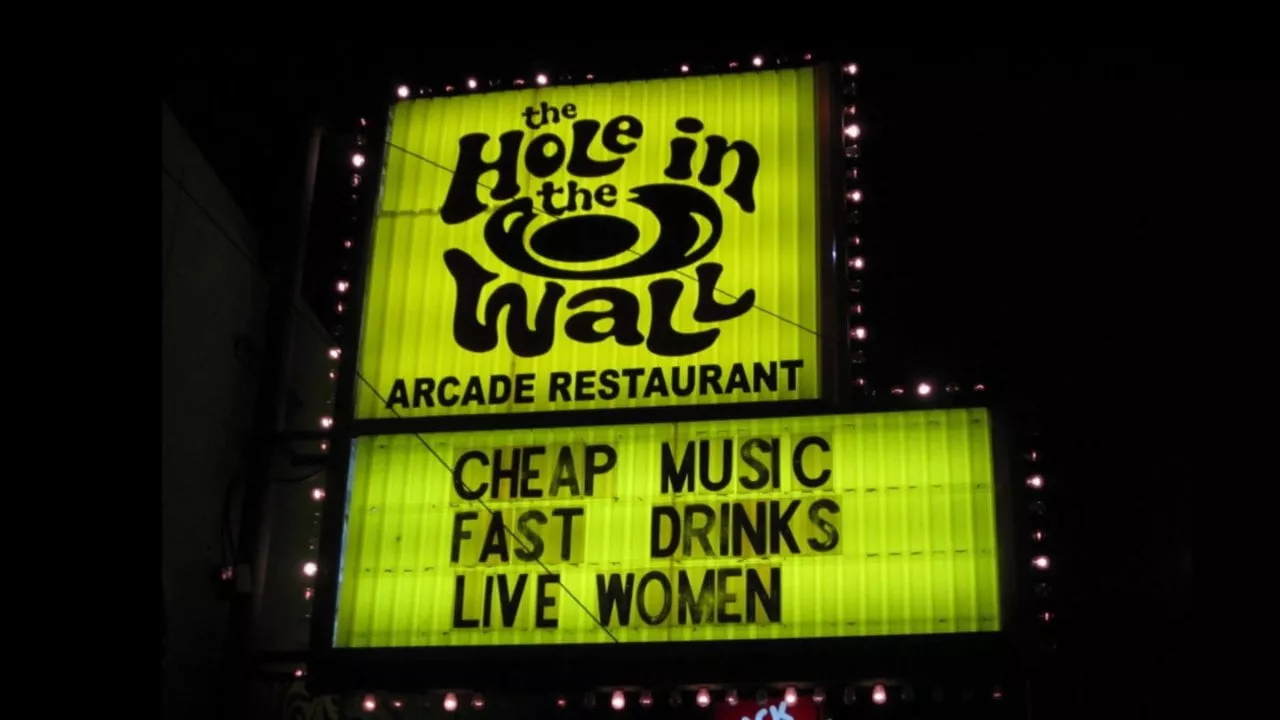 the
Hole in
the
Wall
ARCADE RESTAURANT
CHEAP MUSIC
FAST DRINKS
LIVE WOMEN